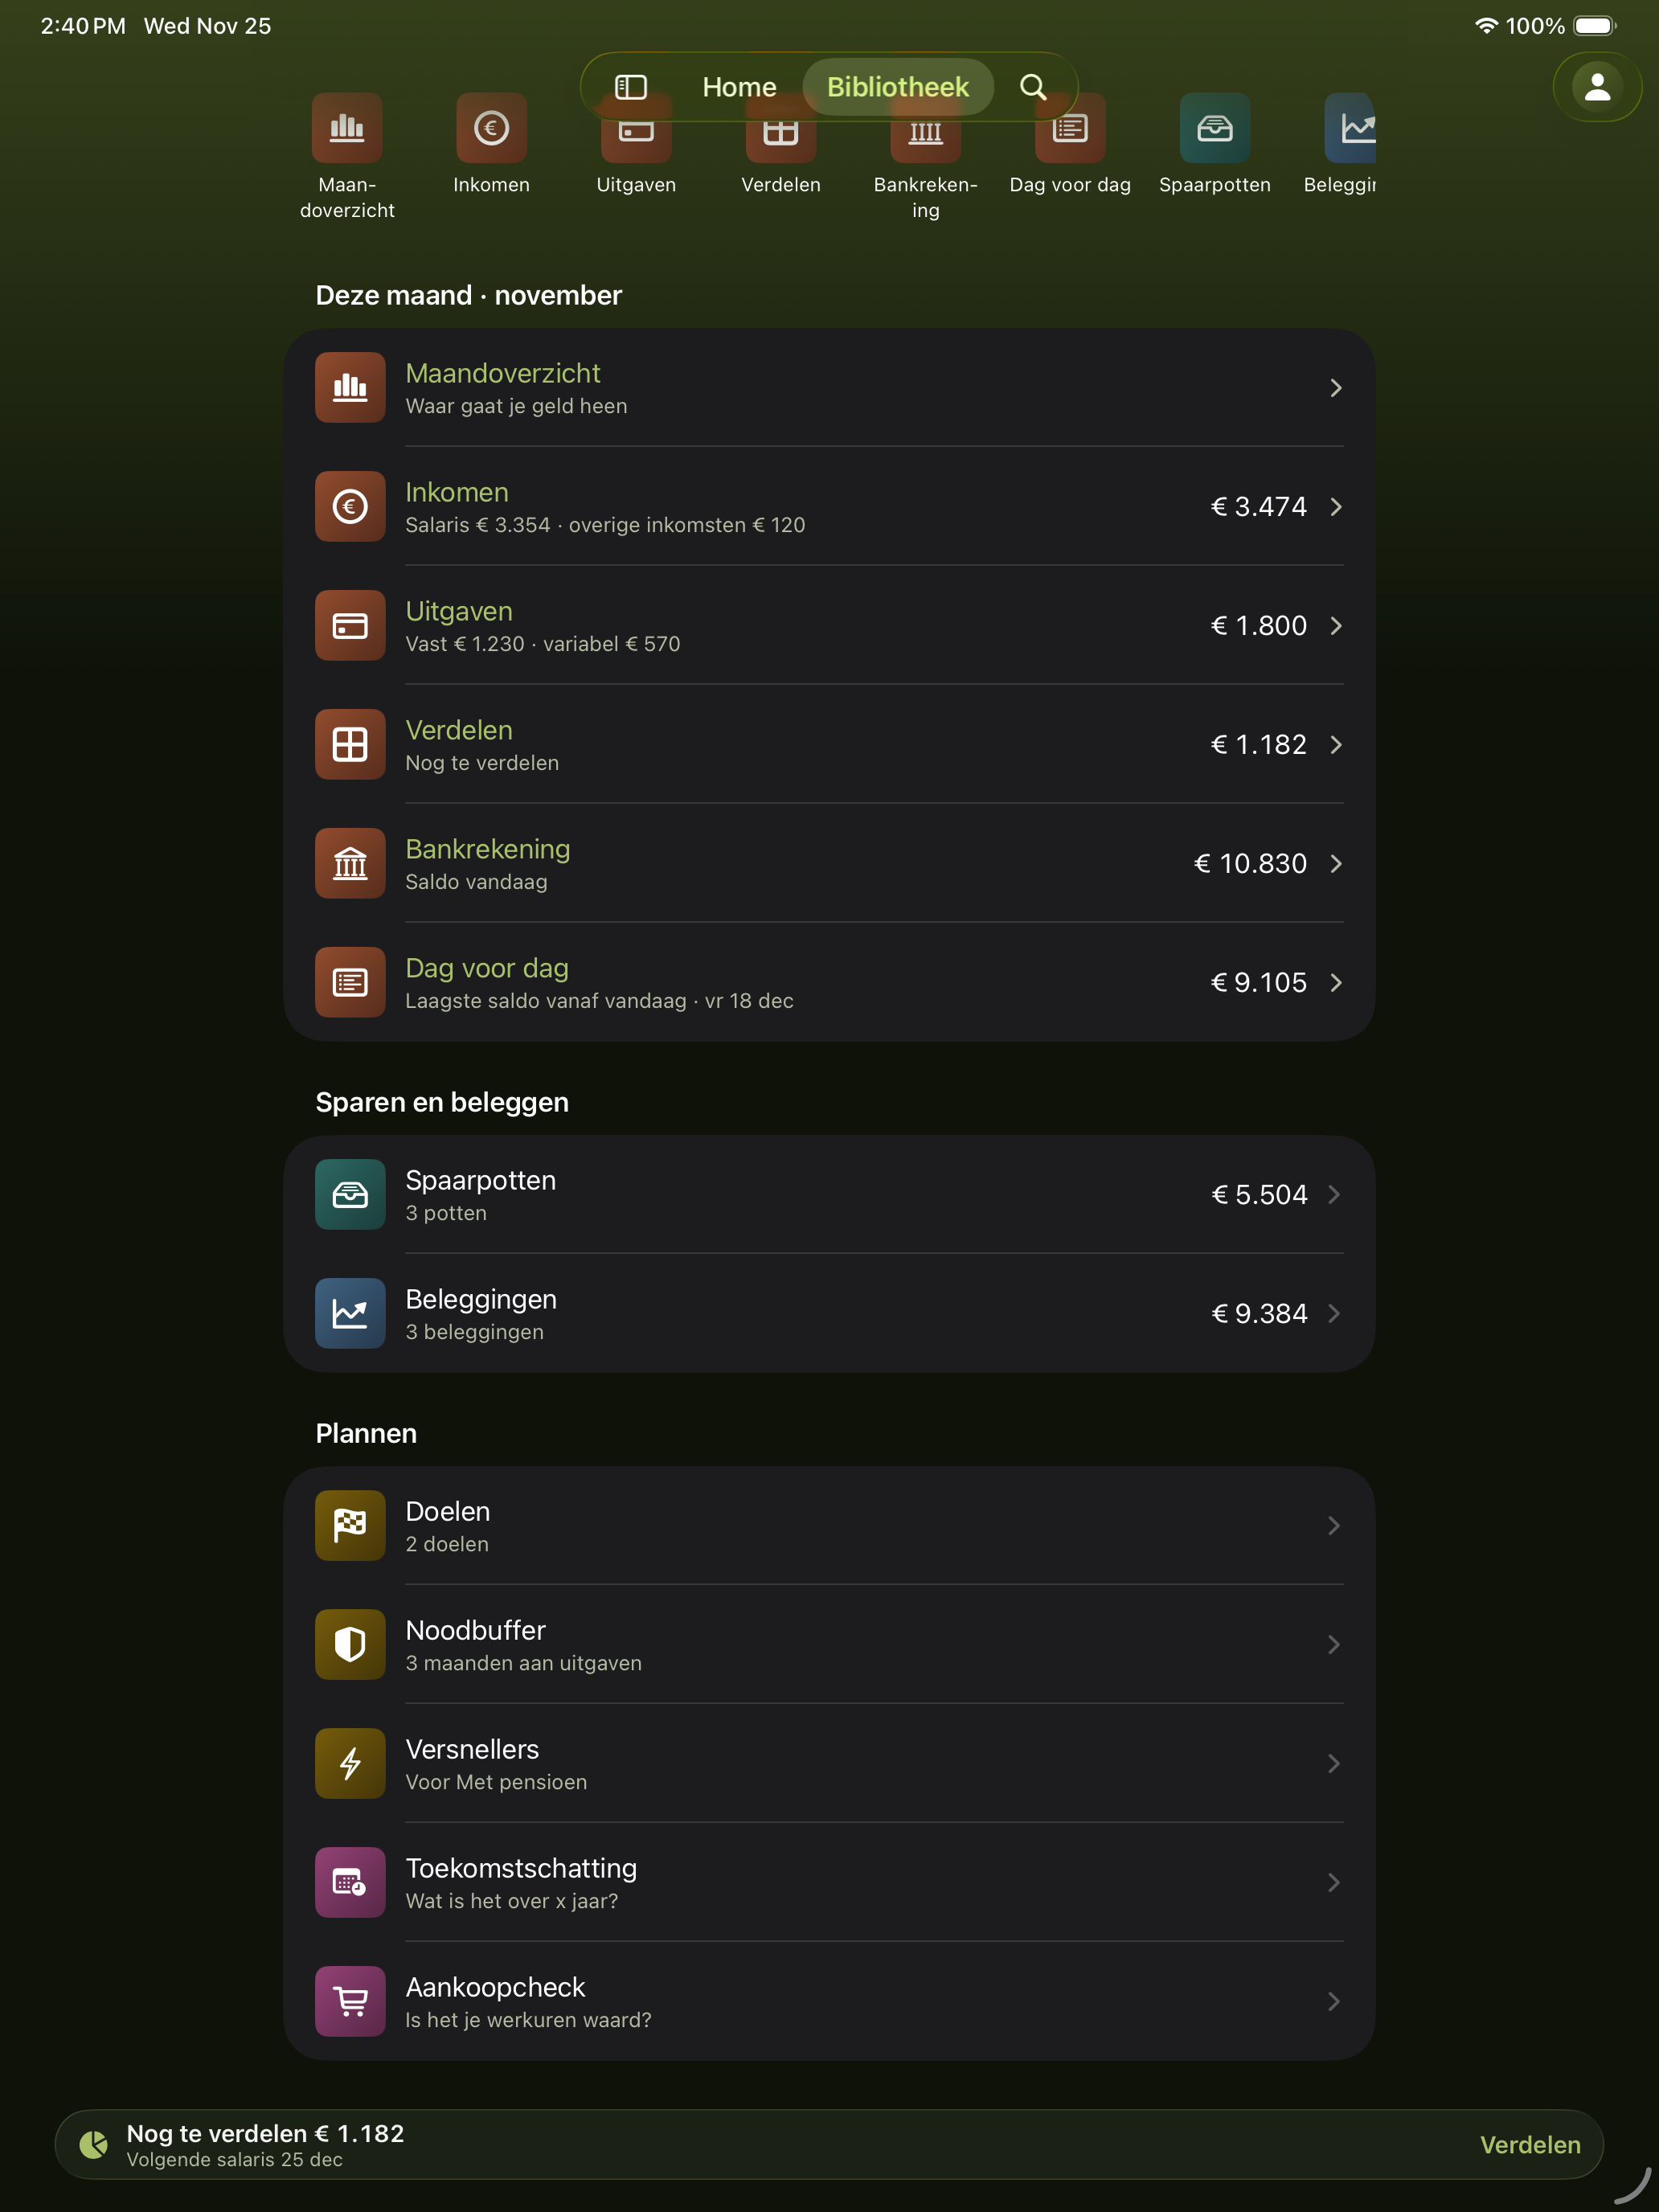 2:40 PM Wed Nov 25
100%
Home
Bibliotheek
Maan-
doverzicht
Inkomen
Uitgaven
Verdelen
Bankreken-
ing
Dag voor dag
Spaarpotten
Deze maand · november
Maandoverzicht
Waar gaat je geld heen
Inkomen
Salaris € 3.354 · overige inkomsten € 120
€ 3.474
Uitgaven
Vast € 1.230 · variabel € 570
€ 1.800
Verdelen
Nog te verdelen
€ 1.182
Bankrekening
Saldo vandaag
€ 10.830
Dag voor dag
Laagste saldo vanaf vandaag · vr 18 dec
€ 9.105
Sparen en beleggen
Spaarpotten
3 potten
€ 5.504
Beleggingen
3 beleggingen
€ 9.384
Plannen
Doelen
2 doelen
Noodbuffer
3 maanden aan uitgaven
Versnellers
Voor Met pensioen
Toekomstschatting
Wat is het over x jaar?
Aankoopcheck
Is het je werkuren waard?
Nog te verdelen € 1.182
Volgende salaris 25 dec
Verdelen